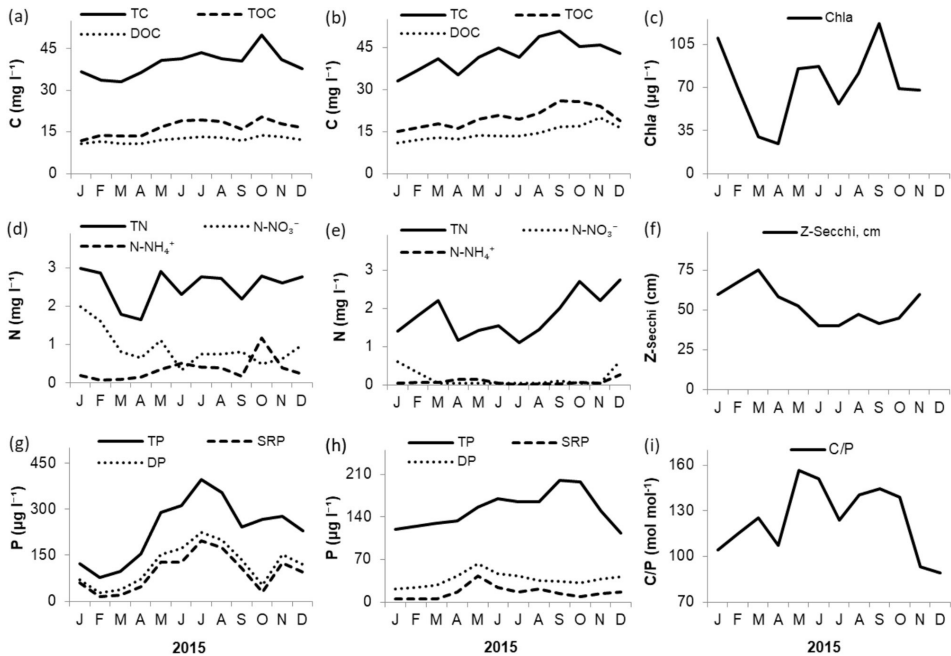 (a) TC TOC
DOC
C (mg l⁻¹)
45
30
15
0
J F M A M J J A S O N D
(b) TC TOC
DOC
C (mg l⁻¹)
45
30
15
0
J F M A M J J A S O N D
(c) Chla
Chla (µg l⁻¹)
105
70
35
0
J F M A M J J A S O N D
(d) TN N-NO₃⁻
N-NH₄⁺
N (mg l⁻¹)
3
2
1
0
J F M A M J J A S O N D
(e) TN N-NO₃⁻
N-NH₄⁺
N (mg l⁻¹)
3
2
1
0
J F M A M J J A S O N D
(f) Z-Secchi, cm
Z-secchi (cm)
75
50
25
0
J F M A M J J A S O N D
(g) TP SRP
DP
P (µg l⁻¹)
450
300
150
0
J F M A M J J A S O N D
2015
(h) TP SRP
DP
P (µg l⁻¹)
210
140
70
0
J F M A M J J A S O N D
(i) C/P
C/P (mol mol⁻¹)
160
130
100
70
J F M A M J J A S O N D
2015